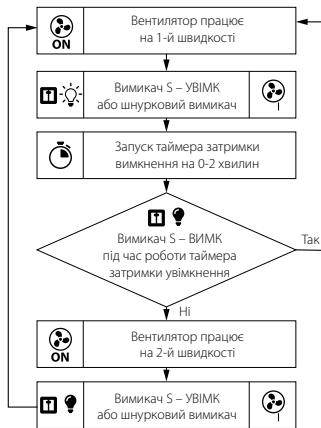 Вентилятор працює
на 1-й швидкості
ON
Вимикач S – УВІМК
або шнурковий вимикач
Запуск таймера затримки
вимкнення на 0-2 хвилин
Вимикач S – ВИМК
під час роботи таймера
затримки увімкнення
Так
Ні
Вентилятор працює
на 2-й швидкості
ON
Вимикач S – УВІМК
або шнурковий вимикач